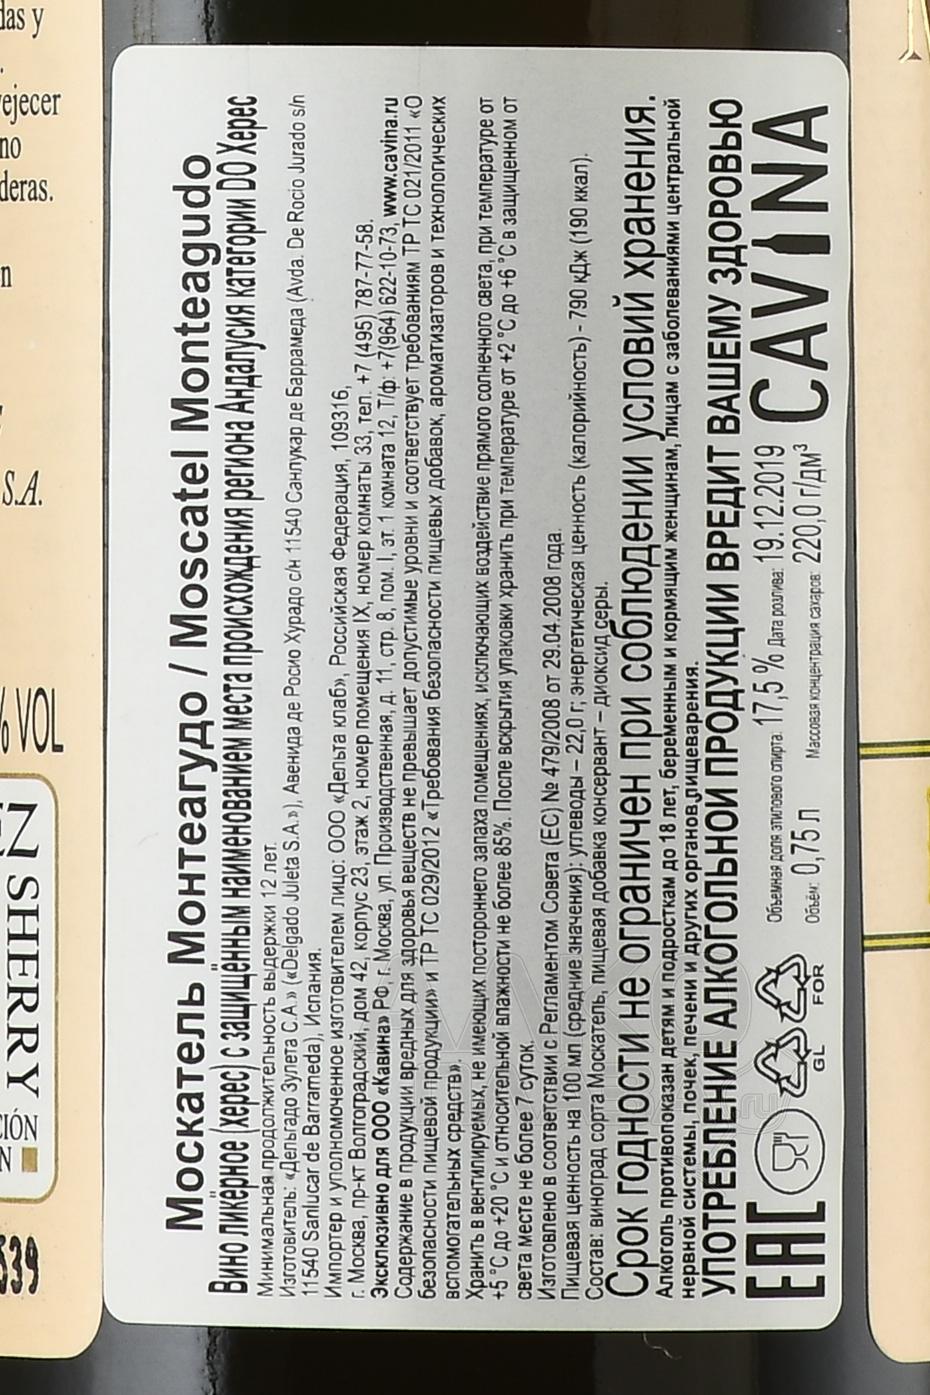 Москатель Монтеагудо / Moscatel Monteagudo
Вино ликёрное (херес) с защищённым наименованием места происхождения региона Андалусия категории DO Херес
Минимальная продолжительность выдержки 12 лет.
Изготовитель: «Дельгадо Зулета С.А.» («Delgado Juleta S.A.»), Авенида де Росио Хурадо с/н 11540 Санлукар де Баррамеда (Avda. De Rocio Jurado s/n
11540 Sanlucar de Barrameda), Испания.
Импортер и уполномоченное изготовителем лицо: ООО «Дельта клаб», Российская Федерация, 109316,
г. Москва, пр-кт Волгоградский, дом 42, корпус 23, этаж 2, номер помещения IX, номер комнаты 33, тел. +7 (495) 787-77-58.
Эксклюзивно для ООО «Кавина» РФ, г. Москва, ул. Производственная, д. 11, стр. 8, пом. I, эт. 1 комната 12, Т/ф: +7(964) 622-10-73, www.cavina.ru
Содержание в продукции вредных для здоровья веществ не превышает допустимые уровни и соответствует требованиям ТР ТС 021/2011 «О
безопасности пищевой продукции» и ТР ТС 029/2012 «Требования безопасности пищевых добавок, ароматизаторов и технологических
вспомогательных средств».
Хранить в вентилируемых, не имеющих постороннего запаха помещениях, исключающих воздействие прямого солнечного света, при температуре от
+5 °C до +20 °C и относительной влажности не более 85%. После вскрытия упаковки хранить при температуре от +2 °C до +6 °C в защищенном от
света месте не более 7 суток.
Изготовлено в соответствии с Регламентом Совета (ЕС) № 479/2008 от 29.04.2008 года.
Пищевая ценность на 100 мл (средние значения): углеводы – 22,0 г; энергетическая ценность (калорийность) - 790 кДж (190 ккал).
Состав: виноград сорта Москатель, пищевая добавка консервант – диоксид серы.
Срок годности не ограничен при соблюдении условий хранения.
Алкоголь противопоказан детям и подросткам до 18 лет, беременным и кормящим женщинам, лицам с заболеваниями центральной
нервной системы, почек, печени и других органов пищеварения.
УПОТРЕБЛЕНИЕ АЛКОГОЛЬНОЙ ПРОДУКЦИИ ВРЕДИТ ВАШЕМУ ЗДОРОВЬЮ
EAC
GL
FOR
Объемная доля этилового спирта: 17,5 % Дата розлива: 19.12.2019
Объём: 0,75 л Массовая концентрация сахаров: 220,0 г/дм³
CAVINA
das y
ejecer
no
deras.
n
S.A.
% VOL
SHERRY
CIÓN
N
539